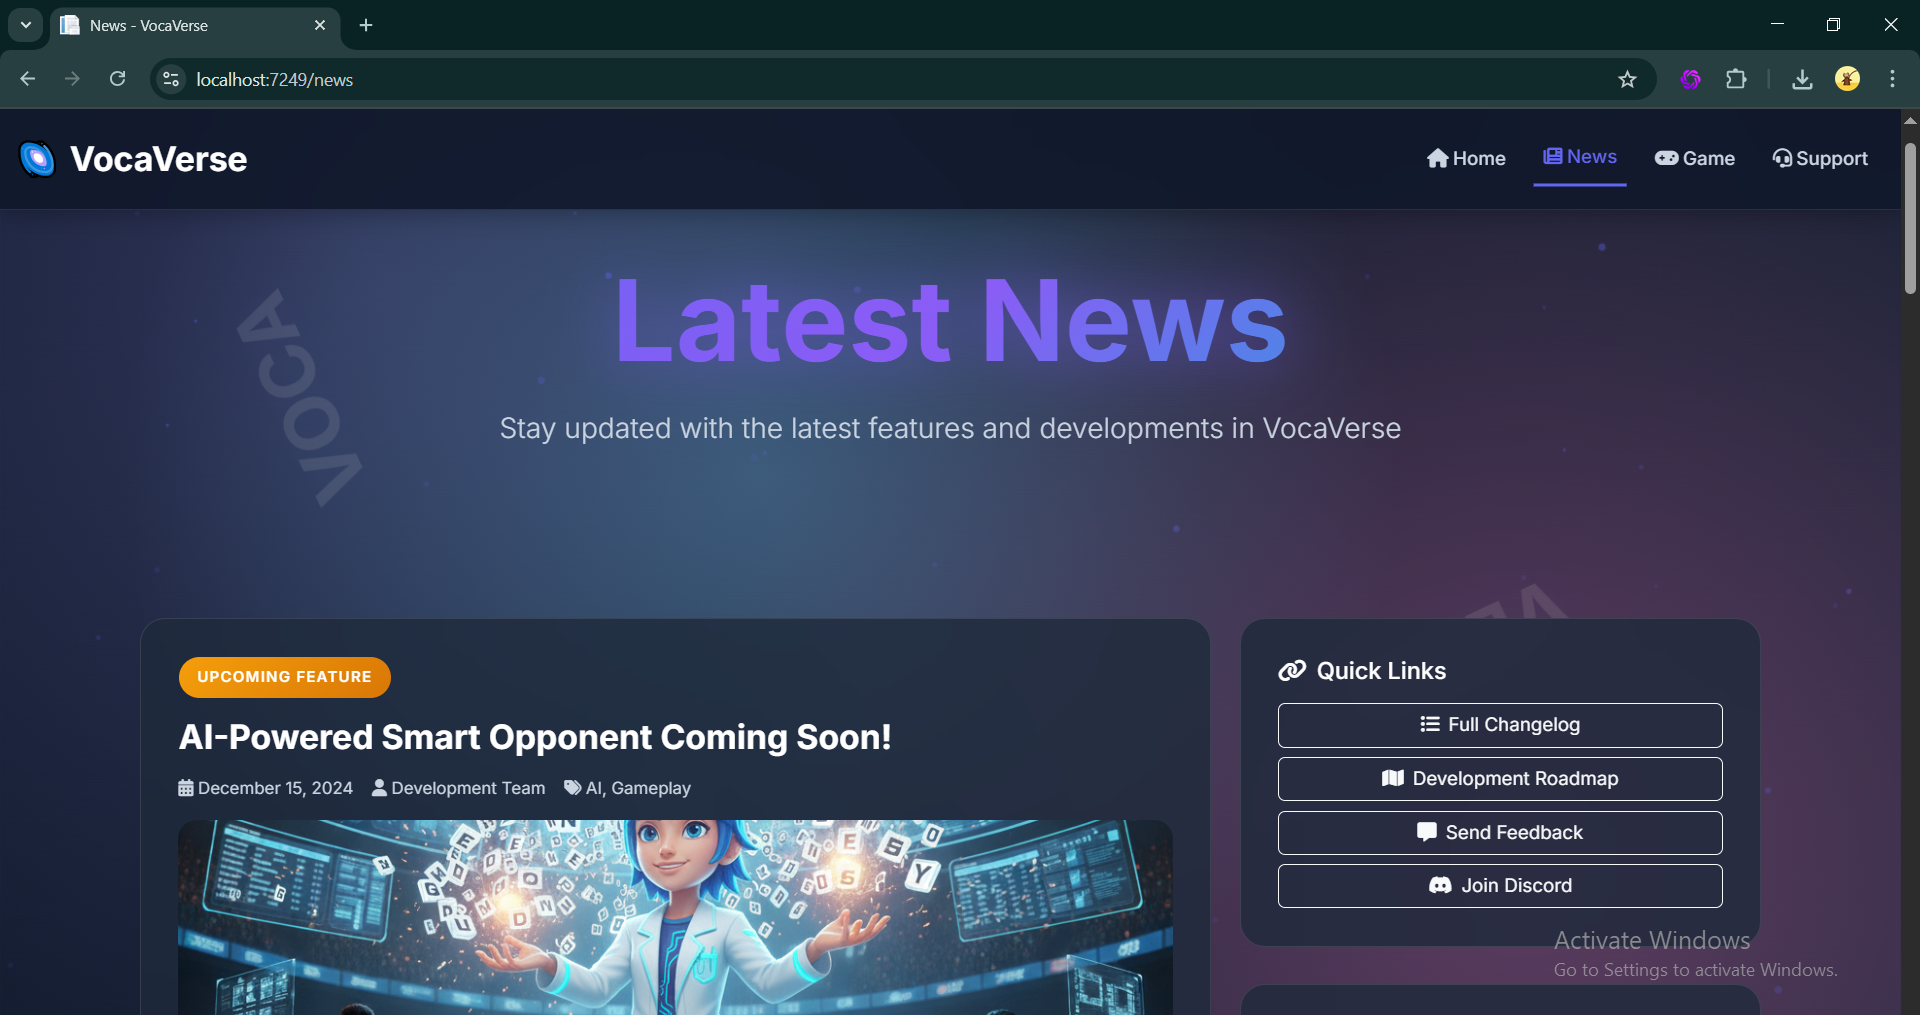 News - VocaVerse
localhost:7249/news
VocaVerse
Home
News
Game
Support
Latest News
Stay updated with the latest features and developments in VocaVerse
VOCA
UPCOMING FEATURE
AI-Powered Smart Opponent Coming Soon!
December 15, 2024
Development Team
AI, Gameplay
Quick Links
Full Changelog
Development Roadmap
Send Feedback
Join Discord
Activate Windows
Go to Settings to activate Windows.